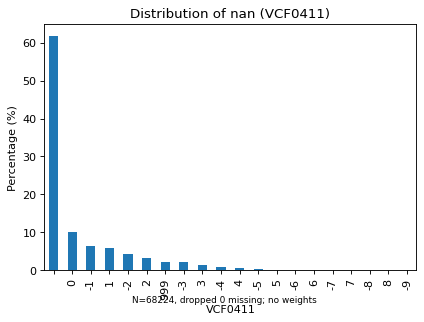 Distribution of nan (VCF0411)
Percentage (%)
60
50
40
30
20
10
0
0 -1 1 -2 2 999 -3 3 -4 4 -5 5 -6 6 -7 7 -8 8 -9
N=68224, dropped 0 missing; no weights
VCF0411